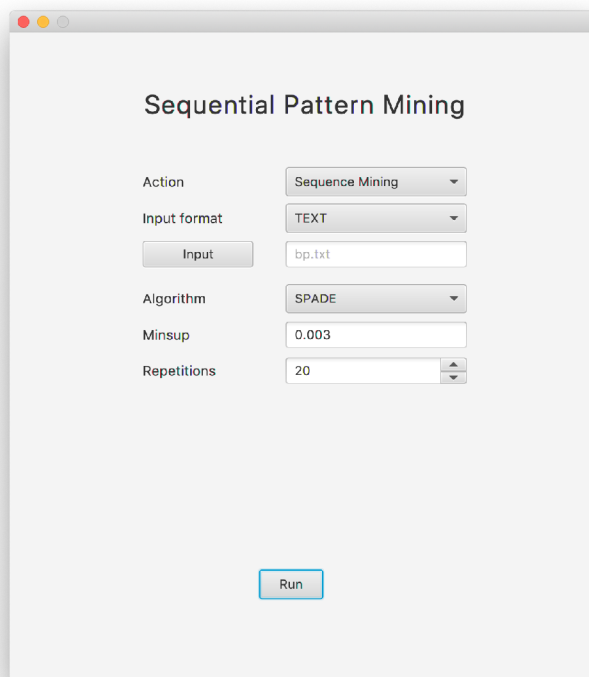 Sequential Pattern Mining
Action Sequence Mining
Input format TEXT
Input bp.txt
Algorithm SPADE
Minsup 0.003
Repetitions 20
Run